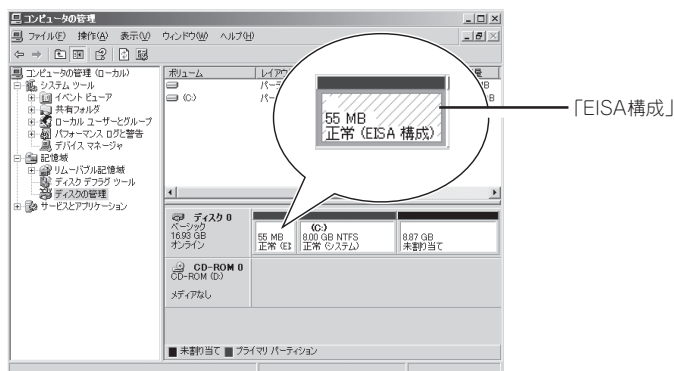 コンピュータの管理
ファイル(F) 操作(A) 表示(V) ウィンドウ(W) ヘルプ(H)
コンピュータの管理 (ローカル)
システム ツール
イベント ビューア
共有フォルダ
ローカル ユーザーとグループ
パフォーマンス ログと警告
デバイス マネージャ
記憶域
リムーバブル記憶域
ディスク デフラグ ツール
ディスクの管理
サービスとアプリケーション
ボリューム
(C:)
55 MB
正常 (EISA 構成)
「EISA構成」
ディスク 0
ベーシック
16.93 GB
オンライン
55 MB
正常 (EI
(C:)
8.00 GB NTFS
正常 (システム)
8.87 GB
未割り当て
CD-ROM 0
CD-ROM (D:)
メディアなし
未割り当て プライマリ パーティション